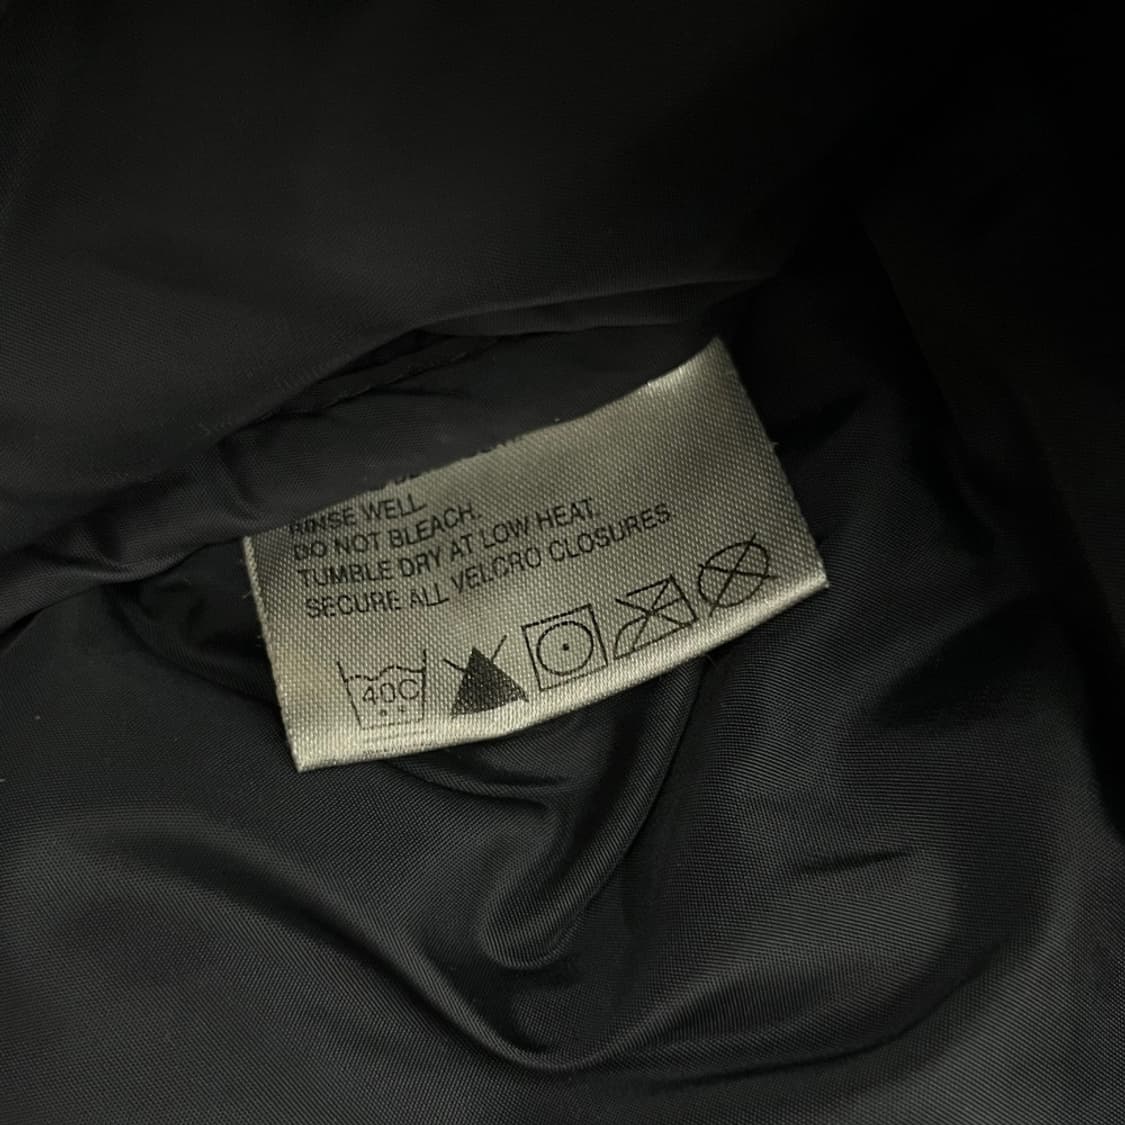 RINSE WELL
DO NOT BLEACH.
TUMBLE DRY AT LOW HEAT.
SECURE ALL VELCRO CLOSURES
40C